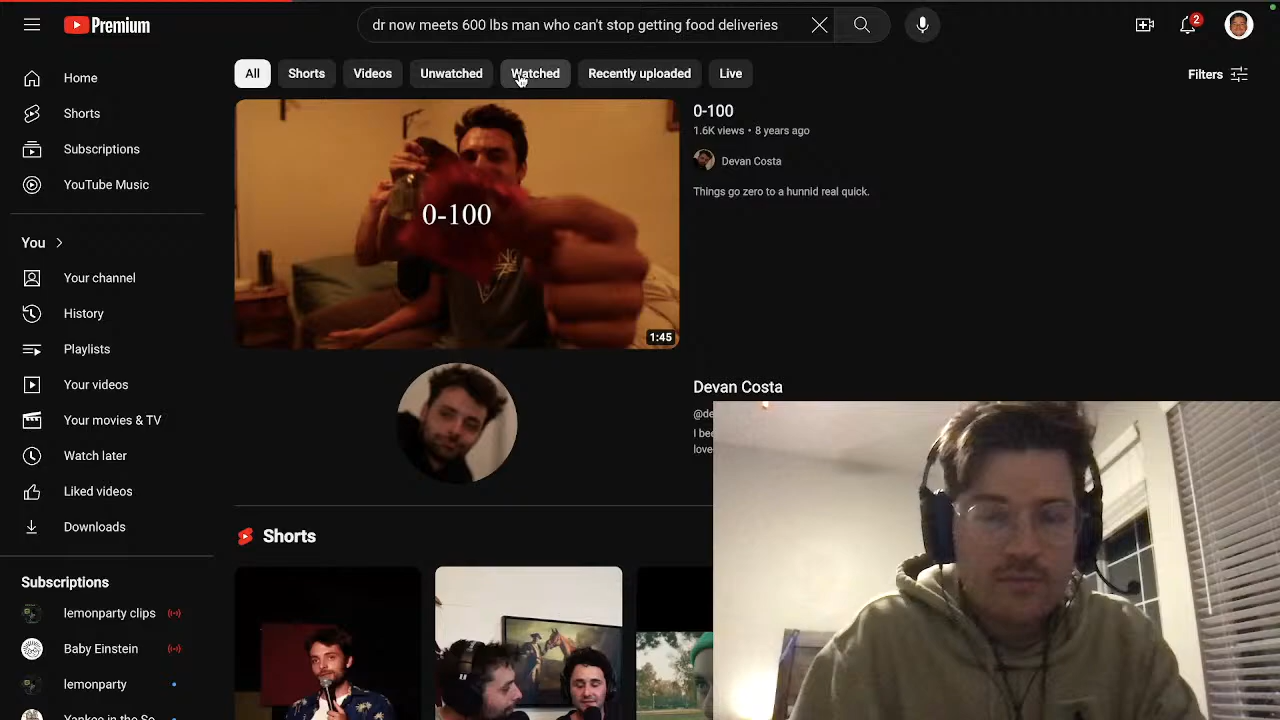 Premium
dr now meets 600 lbs man who can't stop getting food deliveries
2
Home
Shorts
Subscriptions
YouTube Music
You
Your channel
History
Playlists
Your videos
Your movies & TV
Watch later
Liked videos
Downloads
Subscriptions
lemonparty clips
Baby Einstein
lemonparty
All
Shorts
Videos
Unwatched
Watched
Recently uploaded
Live
Filters
0-100
1:45
0-100
1.6K views • 8 years ago
Devan Costa
Things go zero to a hunnid real quick.
Devan Costa
@de
I bee
love
Shorts